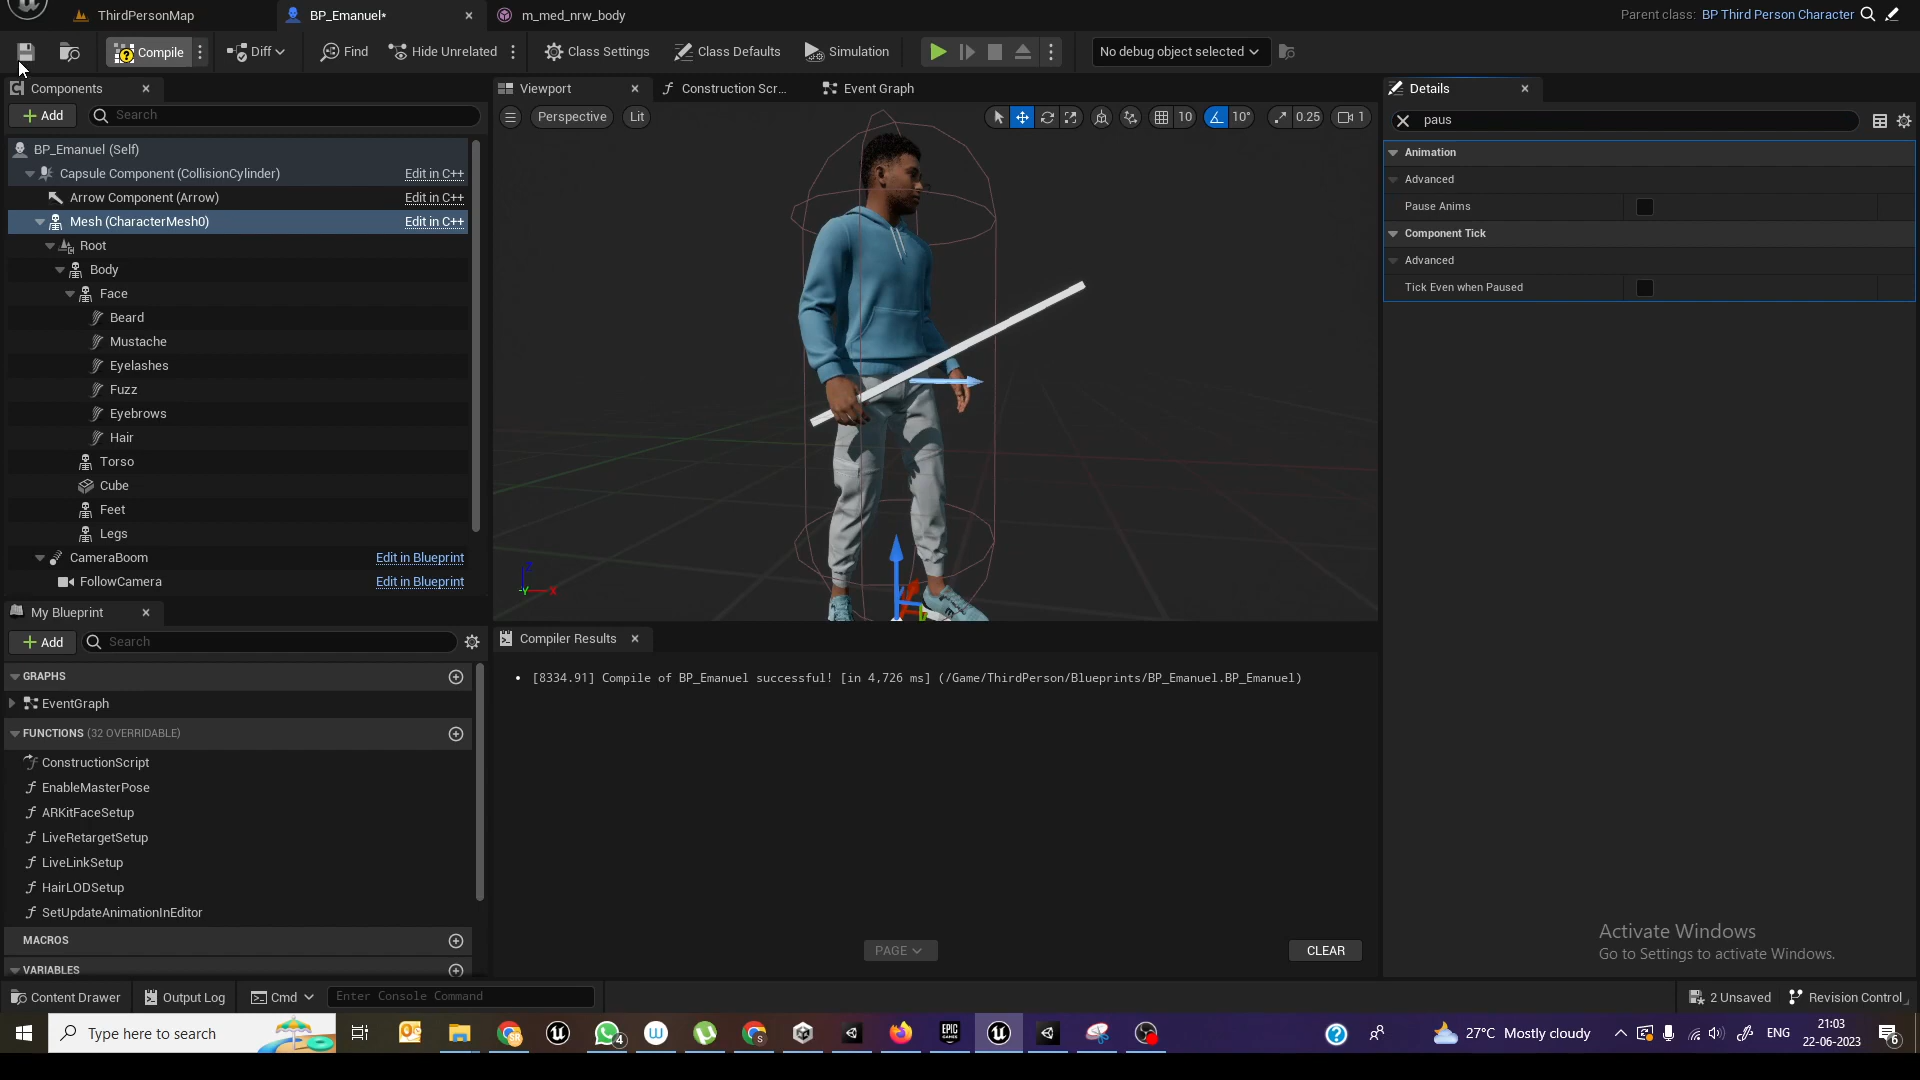 ThirdPersonMap
BP_Emanuel*
m_med_nrw_body
Parent class: BP Third Person Character
Compile
Diff
Find
Hide Unrelated
Class Settings
Class Defaults
Simulation
No debug object selected
Components
Viewport
Construction Scr...
Event Graph
Details
Add
Search
Perspective
Lit
10
10°
0.25
1
paus
BP_Emanuel (Self)
Capsule Component (CollisionCylinder) Edit in C++
Arrow Component (Arrow) Edit in C++
Mesh (CharacterMesh0) Edit in C++
Root
Body
Face
Beard
Mustache
Eyelashes
Fuzz
Eyebrows
Hair
Torso
Cube
Feet
Legs
CameraBoom Edit in Blueprint
FollowCamera Edit in Blueprint
Animation
Advanced
Pause Anims
Component Tick
Advanced
Tick Even when Paused
Z
X
Y
My Blueprint
Add
Search
GRAPHS
EventGraph
FUNCTIONS (32 OVERRIDABLE)
ConstructionScript
EnableMasterPose
ARKitFaceSetup
LiveRetargetSetup
LiveLinkSetup
HairLODSetup
SetUpdateAnimationInEditor
MACROS
VARIABLES
Compiler Results
• [8334.91] Compile of BP_Emanuel successful! [in 4,726 ms] (/Game/ThirdPerson/Blueprints/BP_Emanuel.BP_Emanuel)
PAGE
CLEAR
Activate Windows
Go to Settings to activate Windows.
Content Drawer
Output Log
Cmd
Enter Console Command
2 Unsaved
Revision Control
Type here to search
4
27°C Mostly cloudy
ENG
21:03
22-06-2023
6